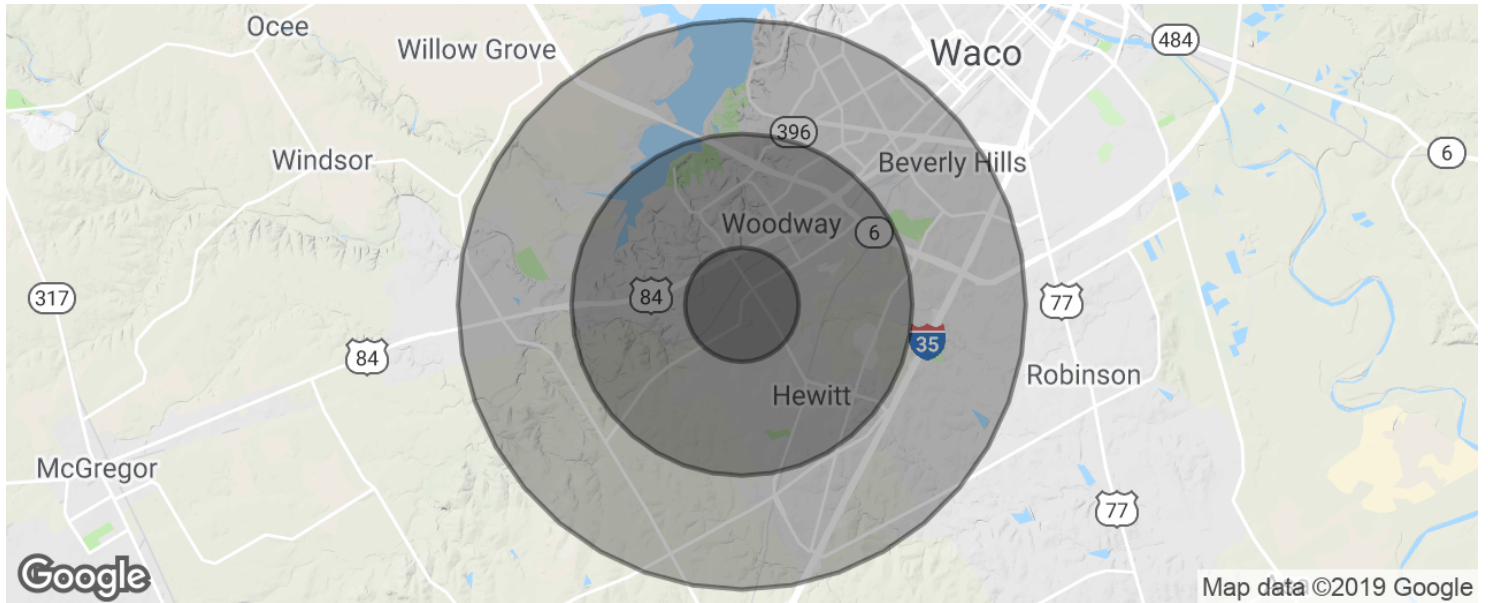 Ocee
Willow Grove
Waco
484
396
Windsor
Beverly Hills
6
Woodway
6
317
84
77
84
35
Robinson
Hewitt
McGregor
77
Google
Map data ©2019 Google